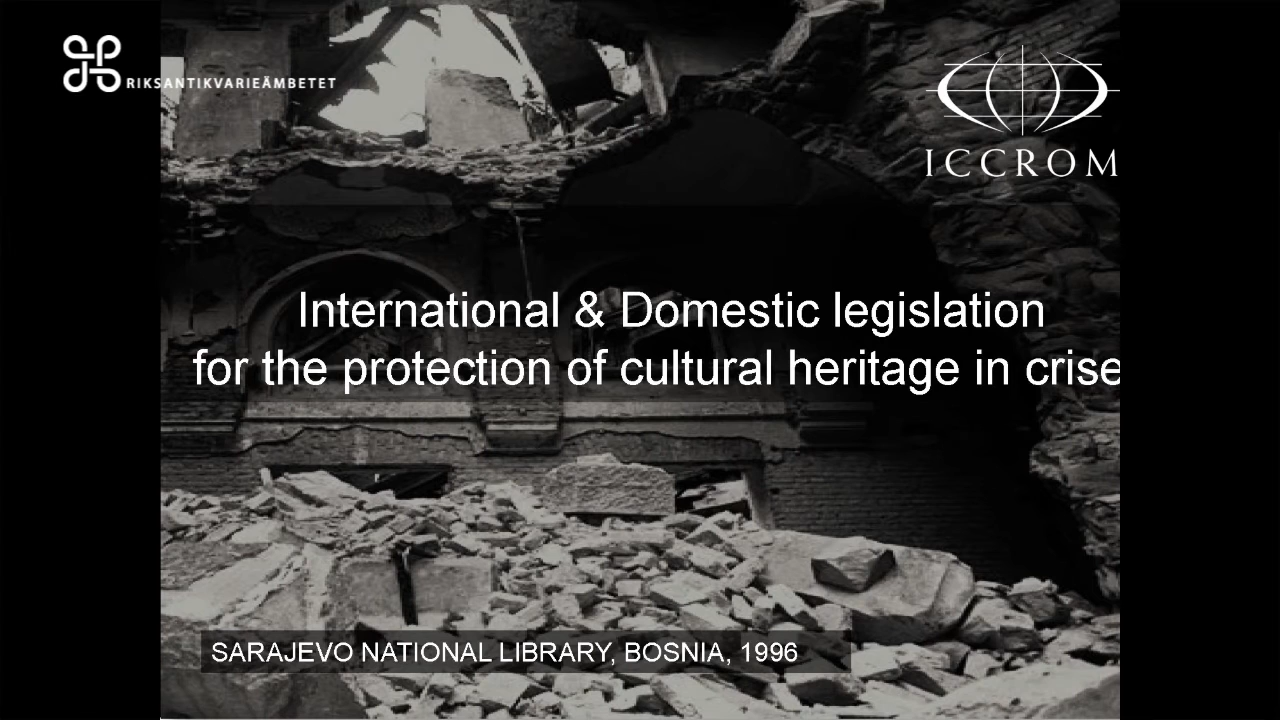 RIKSANTIKVARIEÄMBETET
ICCROM
International & Domestic legislation
for the protection of cultural heritage in crise
SARAJEVO NATIONAL LIBRARY, BOSNIA, 1996